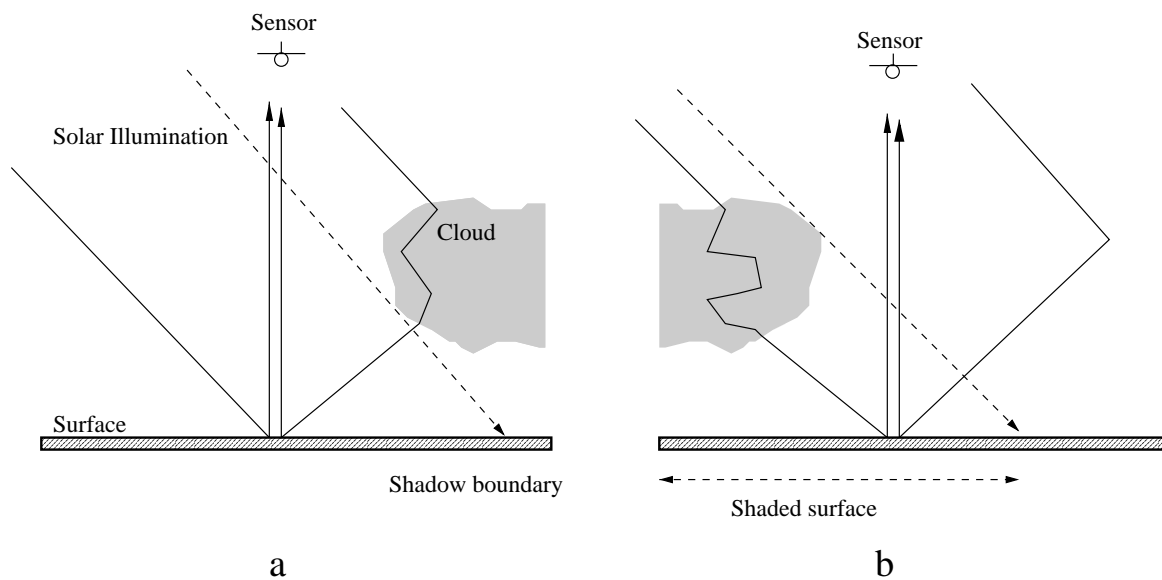 Sensor
Solar Illumination
Cloud
Surface
Shadow boundary
a
Sensor
Shaded surface
b